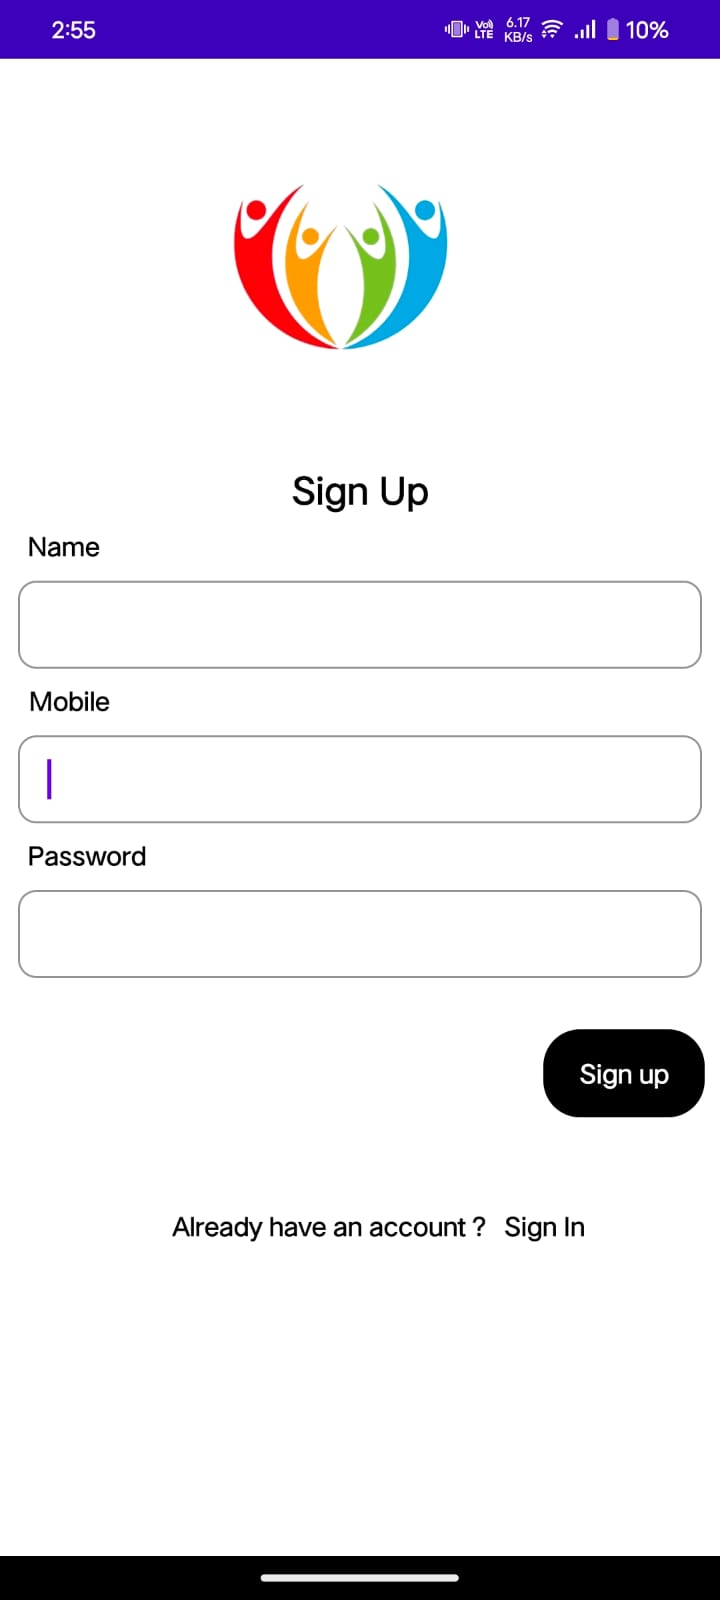 2:55 Vo) LTE 6.17 KB/s 10%
Sign Up
Name
Mobile
Password
Sign up
Already have an account ? Sign In